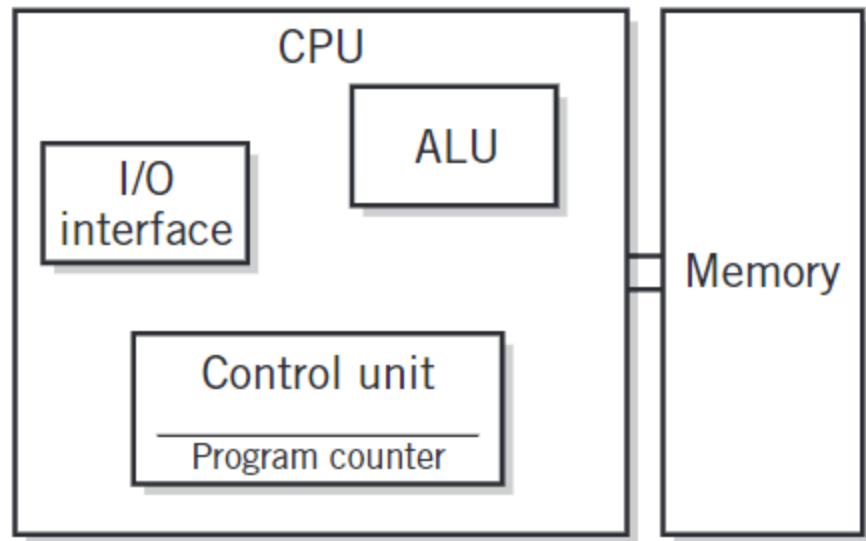 CPU
ALU
I/O
interface
Memory
Control unit
Program counter